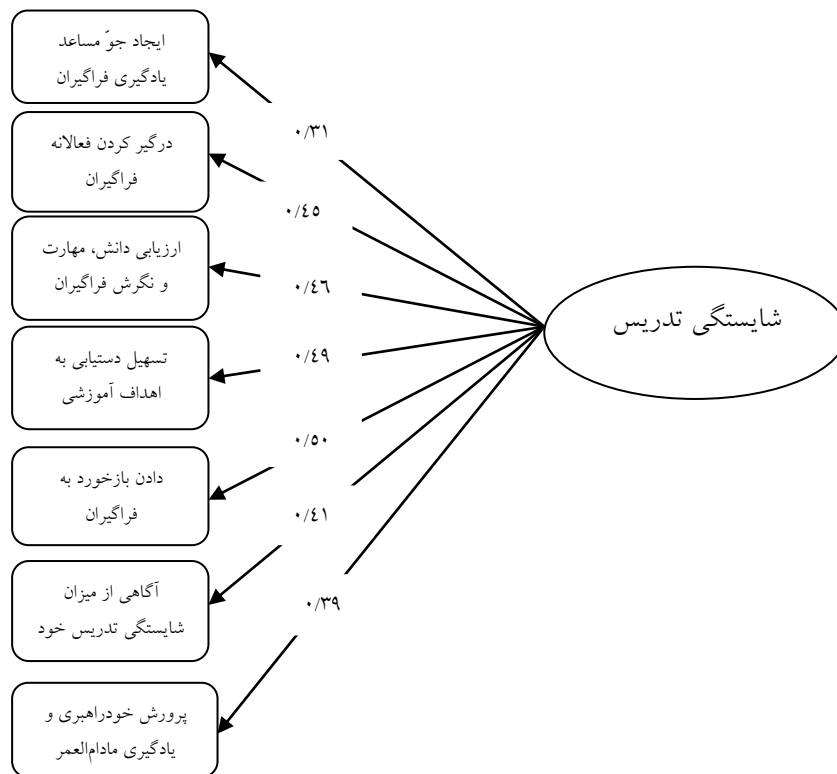 ایجاد جوّ مساعد
یادگیری فراگیران
۰/۳۱
درگیر کردن فعالانه
فراگیران
۰/٤٥
ارزیابی دانش، مهارت
و نگرش فراگیران
۰/٤٦
شایستگی تدریس
تسهیل دستیابی به
اهداف آموزشی
۰/٤۹
دادن بازخورد به
فراگیران
۰/٥۰
۰/٤۱
آگاهی از میزان
شایستگی تدریس خود
۰/۳۹
پرورش خودراهبری و
یادگیری مادام‌العمر